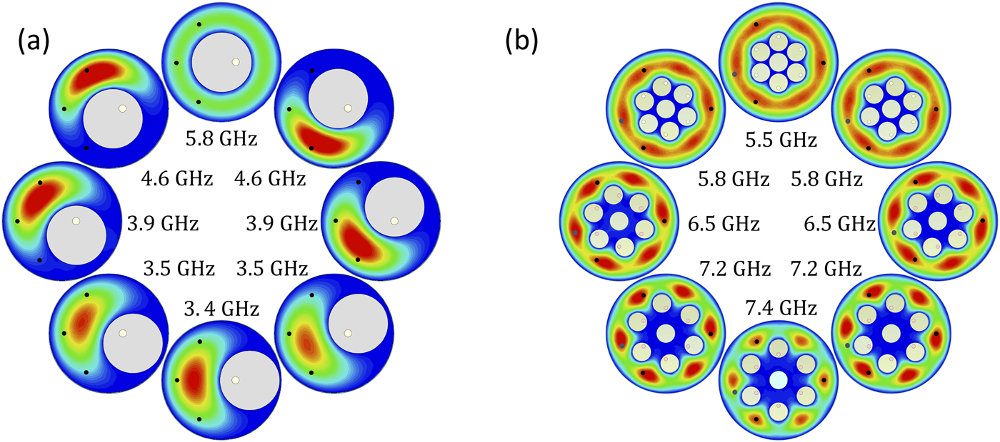 (a)
5.8 GHz
4.6 GHz 4.6 GHz
3.9 GHz 3.9 GHz
3.5 GHz 3.5 GHz
3. 4 GHz
(b)
5.5 GHz
5.8 GHz 5.8 GHz
6.5 GHz 6.5 GHz
7.2 GHz 7.2 GHz
7.4 GHz